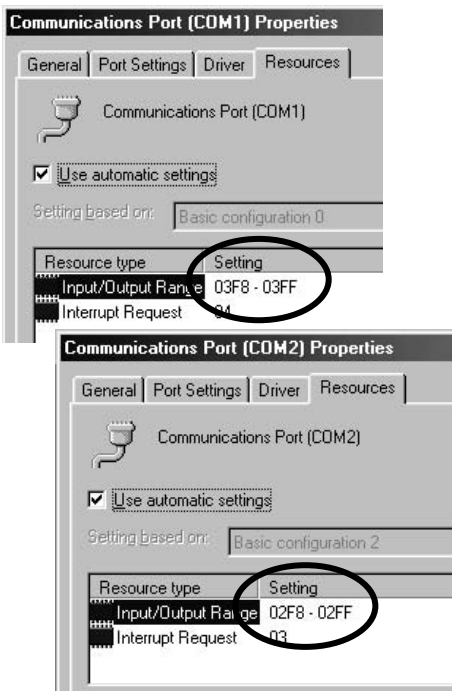 Communications Port (COM1) Properties
General Port Settings Driver Resources
Communications Port (COM1)
Use automatic settings
Setting based on: Basic configuration 0
Resource type Setting
Input/Output Range 03F8 - 03FF
Interrupt Request 04
Communications Port (COM2) Properties
General Port Settings Driver Resources
Communications Port (COM2)
Use automatic settings
Setting based on: Basic configuration 2
Resource type Setting
Input/Output Range 02F8 - 02FF
Interrupt Request 03